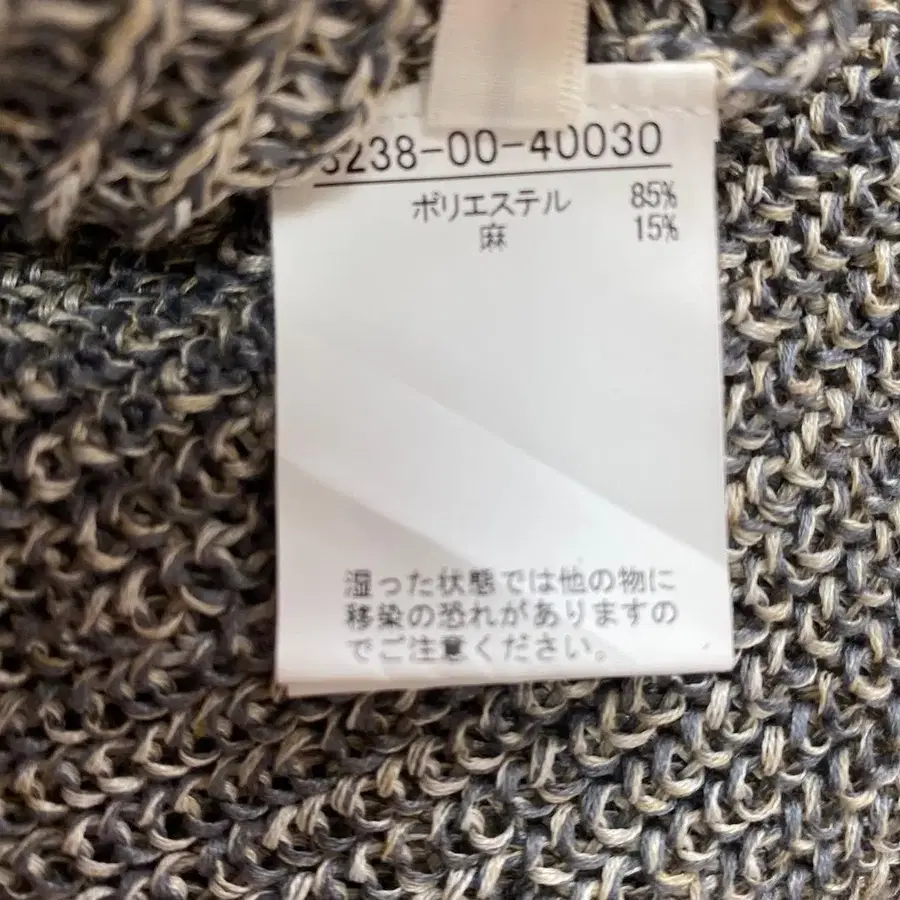 3238-00-40030
ポリエステル 85%
麻 15%
湿った状態では他の物に
移染の恐れがありますの
でご注意ください。